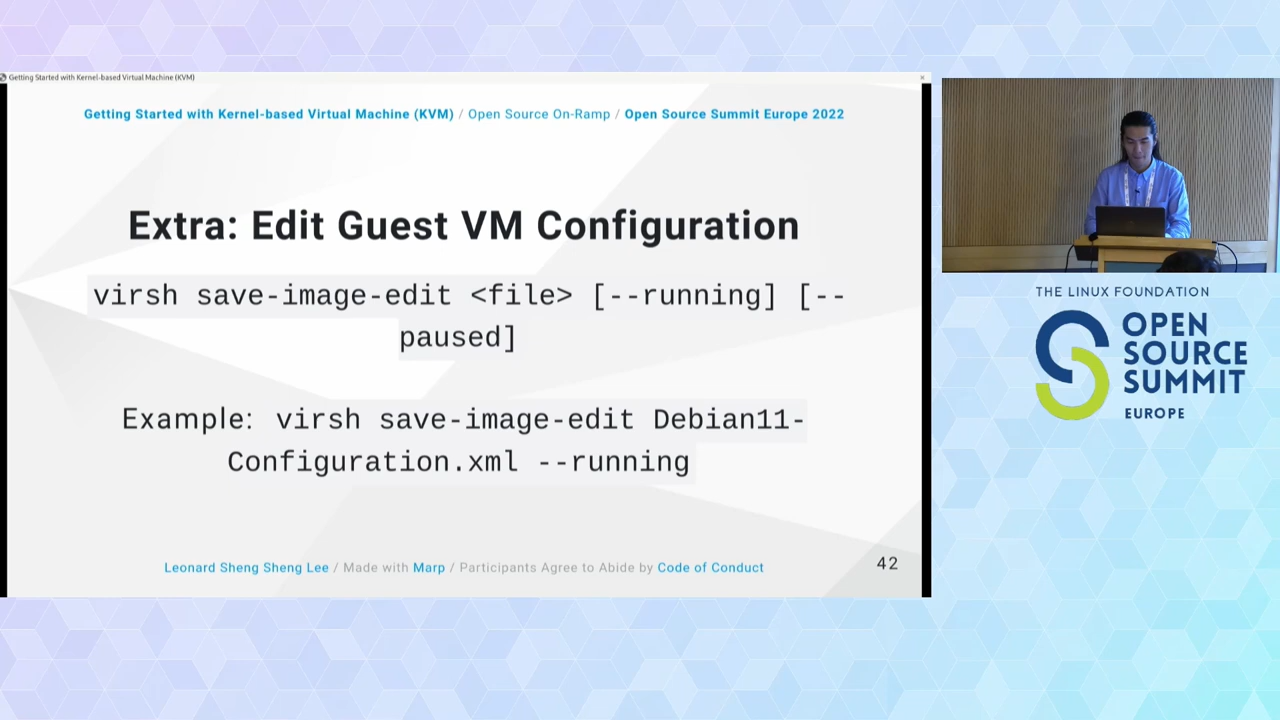 Getting Started with Kernel-based Virtual Machine (KVM)
Getting Started with Kernel-based Virtual Machine (KVM) / Open Source On-Ramp / Open Source Summit Europe 2022
Extra: Edit Guest VM Configuration
virsh save-image-edit <file> [--running] [--
paused]
Example: virsh save-image-edit Debian11-
Configuration.xml --running
Leonard Sheng Sheng Lee / Made with Marp / Participants Agree to Abide by Code of Conduct
42
THE LINUX FOUNDATION
OPEN
SOURCE
SUMMIT
EUROPE